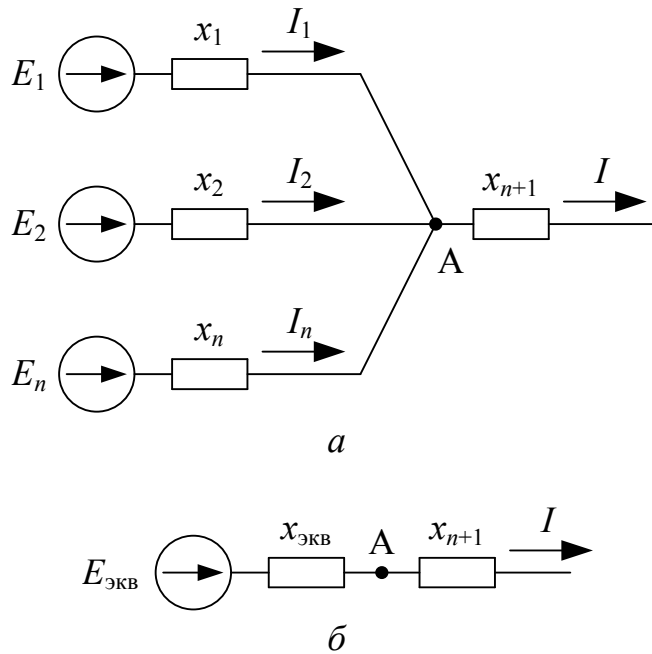 E₁ x₁ I₁
E₂ x₂ I₂ xₙ₊₁ I
A
Eₙ xₙ Iₙ
а
Eэкв xэкв A xₙ₊₁ I
б